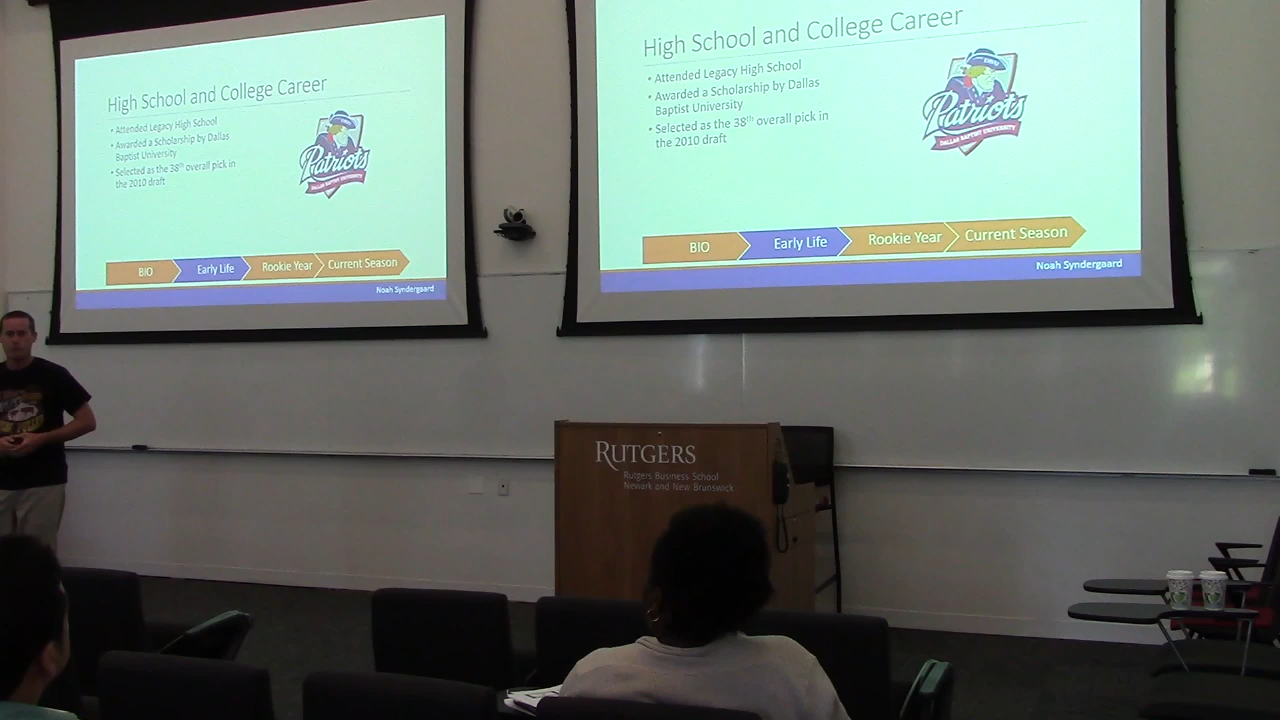 High School and College Career
• Attended Legacy High School
• Awarded a Scholarship by Dallas
Baptist University
• Selected as the 38th overall pick in
the 2010 draft
Patriots
DALLAS BAPTIST UNIVERSITY
BIO
Early Life
Rookie Year
Current Season
Noah Syndergaard
High School and College Career
• Attended Legacy High School
• Awarded a Scholarship by Dallas
Baptist University
• Selected as the 38th overall pick in
the 2010 draft
Patriots
DALLAS BAPTIST UNIVERSITY
BIO
Early Life
Rookie Year
Current Season
Noah Syndergaard
RUTGERS
Rutgers Business School
Newark and New Brunswick